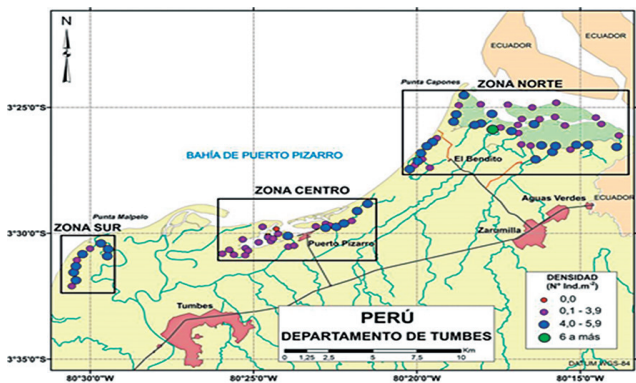 N
ECUADOR
ECUADOR
Punta Capones
ZONA NORTE
3°25'0"S
BAHÍA DE PUERTO PIZARRO
El Bendito
ZONA CENTRO
Aguas Verdes
ECUADOR
Punta Malpelo
ZONA SUR
3°30'0"S
Puerto Pizarro
Zarumilla
DENSIDAD
(N° Ind.m-2)
0,0
0,1 - 3,9
4,0 - 5,9
6 a más
Tumbes
PERÚ
DEPARTAMENTO DE TUMBES
0 1,25 2,5 5 7,5 10
Km
3°35'0"S
DATUM WGS-84
80°30'0"W 80°25'0"W 80°20'0"W 80°15'0"W